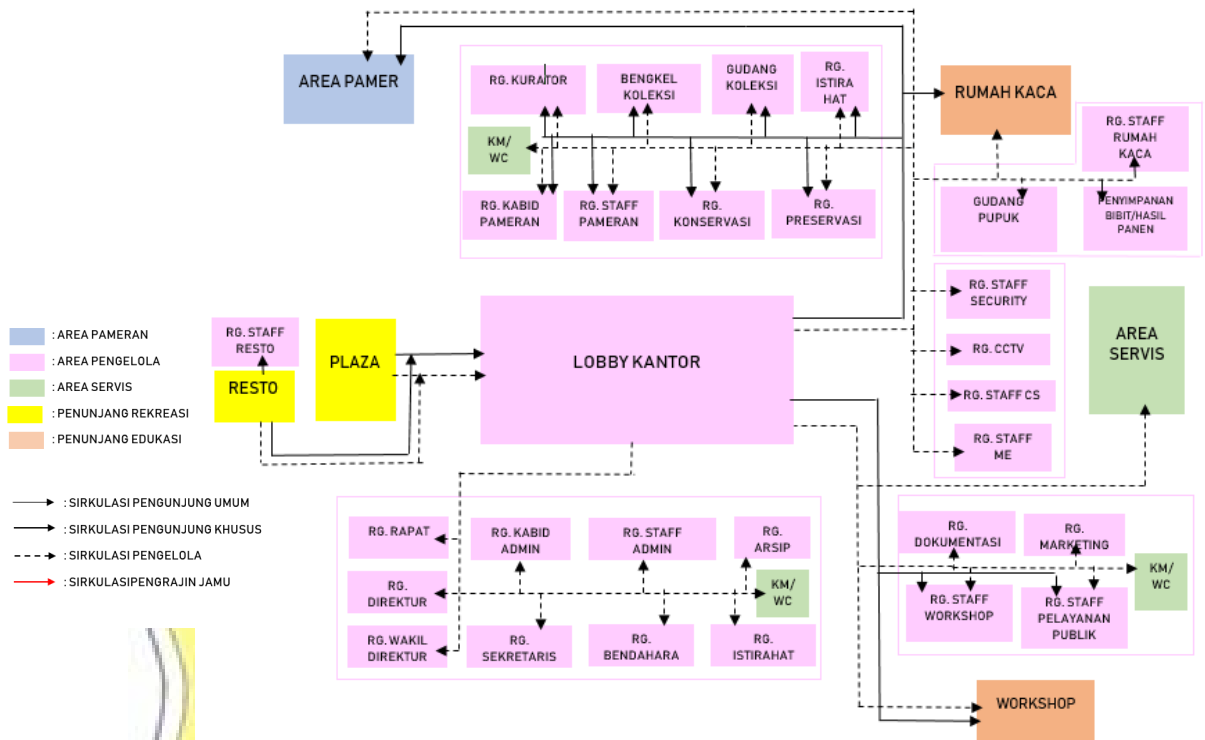 AREA PAMER
RG. KURATOR
BENGKEL
KOLEKSI
GUDANG
KOLEKSI
RG.
ISTIRA
HAT
KM/
WC
RG. KABID
PAMERAN
RG. STAFF
PAMERAN
RG.
KONSERVASI
RG.
PRESERVASI
RUMAH KACA
RG. STAFF
RUMAH
KACA
GUDANG
PUPUK
PENYIMPANAN
BIBIT/HASIL
PANEN
RG. STAFF
SECURITY
RG. CCTV
RG. STAFF CS
RG. STAFF
ME
AREA
SERVIS
: AREA PAMERAN
: AREA PENGELOLA
: AREA SERVIS
: PENUNJANG REKREASI
: PENUNJANG EDUKASI
RG. STAFF
RESTO
RESTO
PLAZA
LOBBY KANTOR
: SIRKULASI PENGUNJUNG UMUM
: SIRKULASI PENGUNJUNG KHUSUS
: SIRKULASI PENGELOLA
: SIRKULASIPENGRAJIN JAMU
RG. RAPAT
RG. KABID
ADMIN
RG. STAFF
ADMIN
RG.
ARSIP
RG.
DIREKTUR
KM/
WC
RG. WAKIL
DIREKTUR
RG.
SEKRETARIS
RG.
BENDAHARA
RG.
ISTIRAHAT
RG.
DOKUMENTASI
RG.
MARKETING
KM/
WC
RG. STAFF
WORKSHOP
RG. STAFF
PELAYANAN
PUBLIK
WORKSHOP